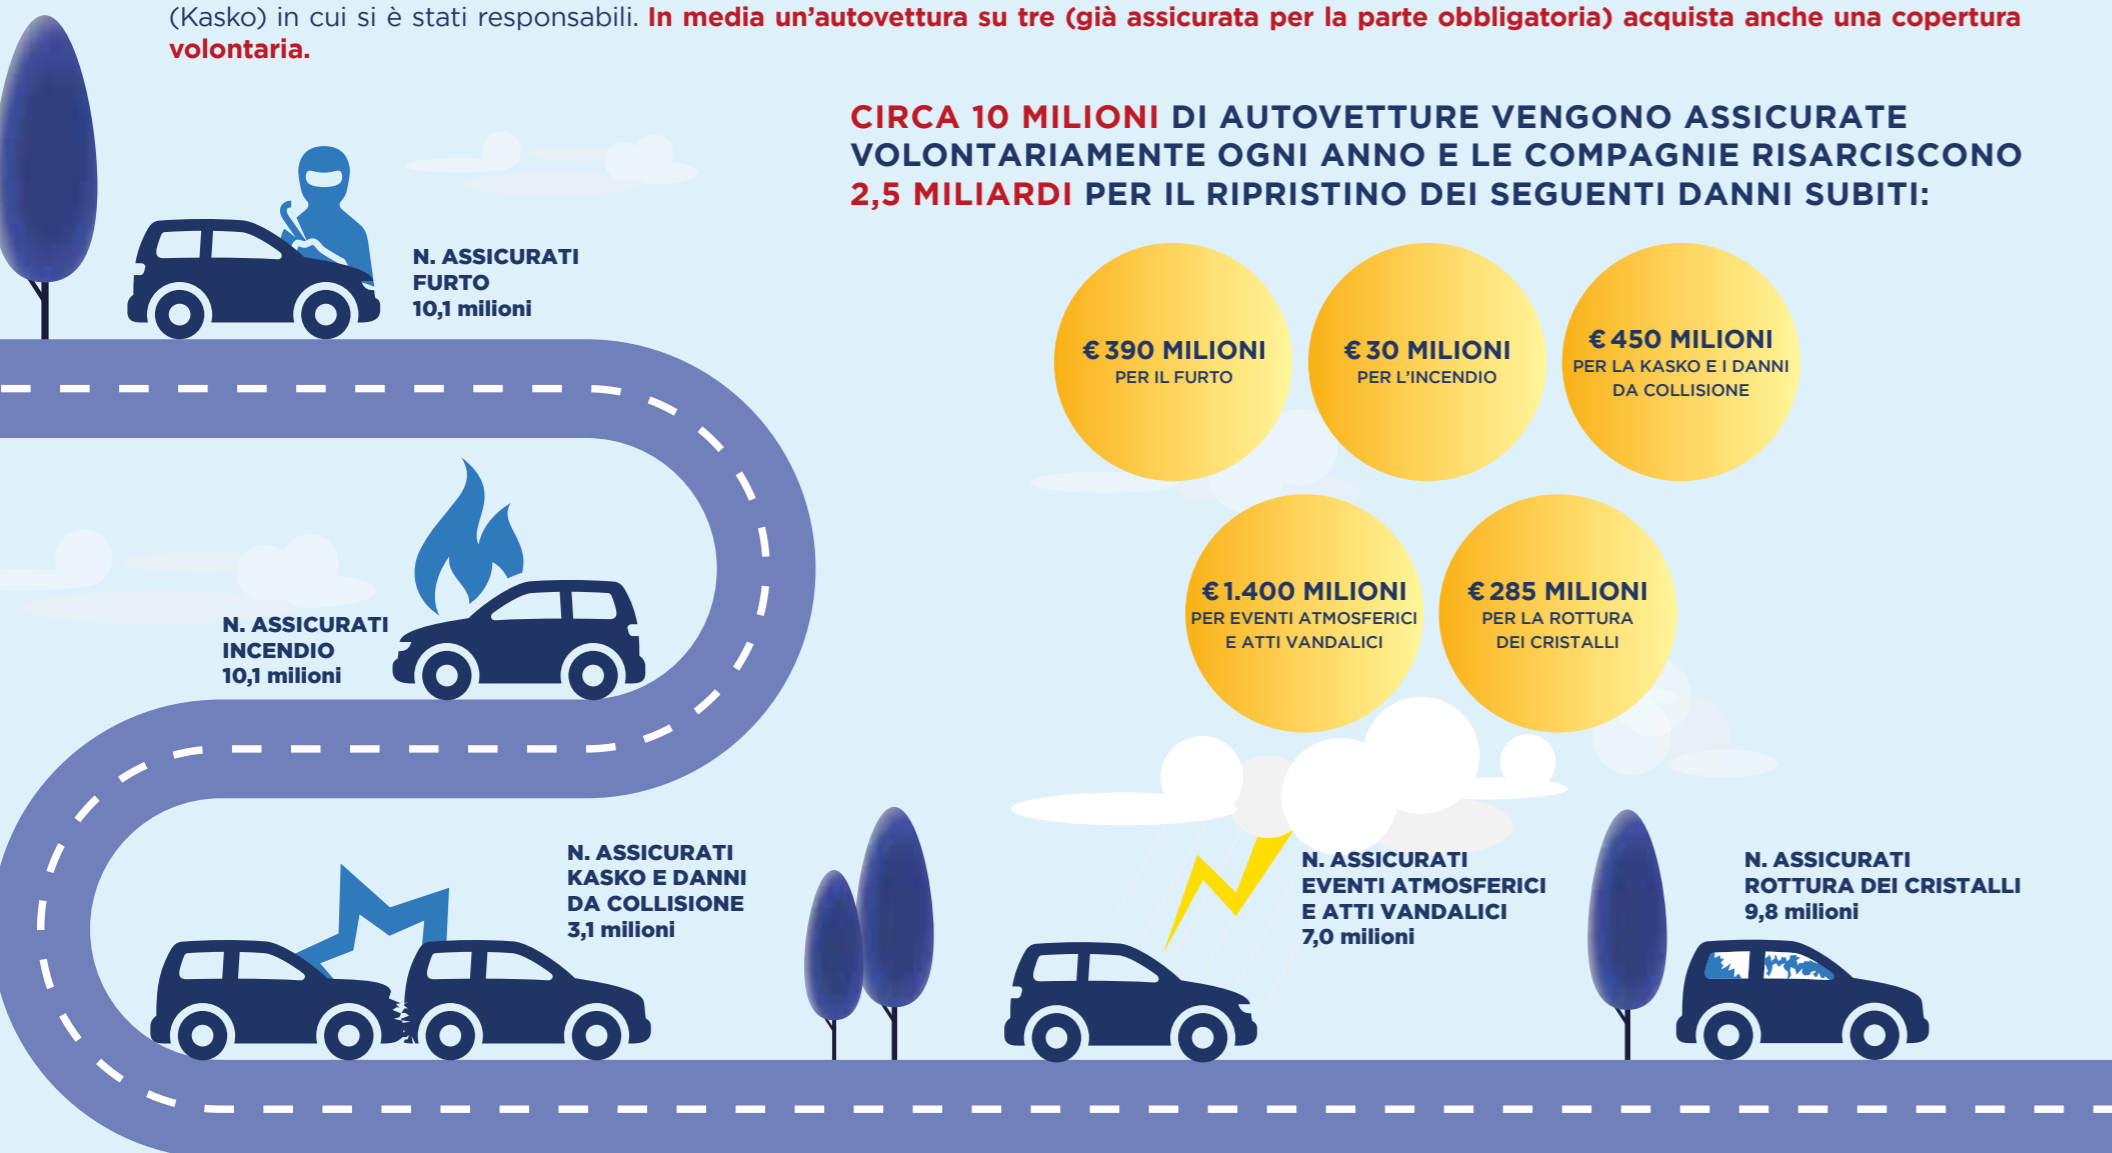 (Kasko) in cui si è stati responsabili. In media un'autovettura su tre (già assicurata per la parte obbligatoria) acquista anche una copertura
volontaria.
CIRCA 10 MILIONI DI AUTOVETTURE VENGONO ASSICURATE
VOLONTARIAMENTE OGNI ANNO E LE COMPAGNIE RISARCISCONO
2,5 MILIARDI PER IL RIPRISTINO DEI SEGUENTI DANNI SUBITI:
N. ASSICURATI
FURTO
10,1 milioni
€ 390 MILIONI
PER IL FURTO
€ 30 MILIONI
PER L'INCENDIO
€ 450 MILIONI
PER LA KASKO E I DANNI
DA COLLISIONE
€ 1.400 MILIONI
PER EVENTI ATMOSFERICI
E ATTI VANDALICI
€ 285 MILIONI
PER LA ROTTURA
DEI CRISTALLI
N. ASSICURATI
INCENDIO
10,1 milioni
N. ASSICURATI
KASKO E DANNI
DA COLLISIONE
3,1 milioni
N. ASSICURATI
EVENTI ATMOSFERICI
E ATTI VANDALICI
7,0 milioni
N. ASSICURATI
ROTTURA DEI CRISTALLI
9,8 milioni